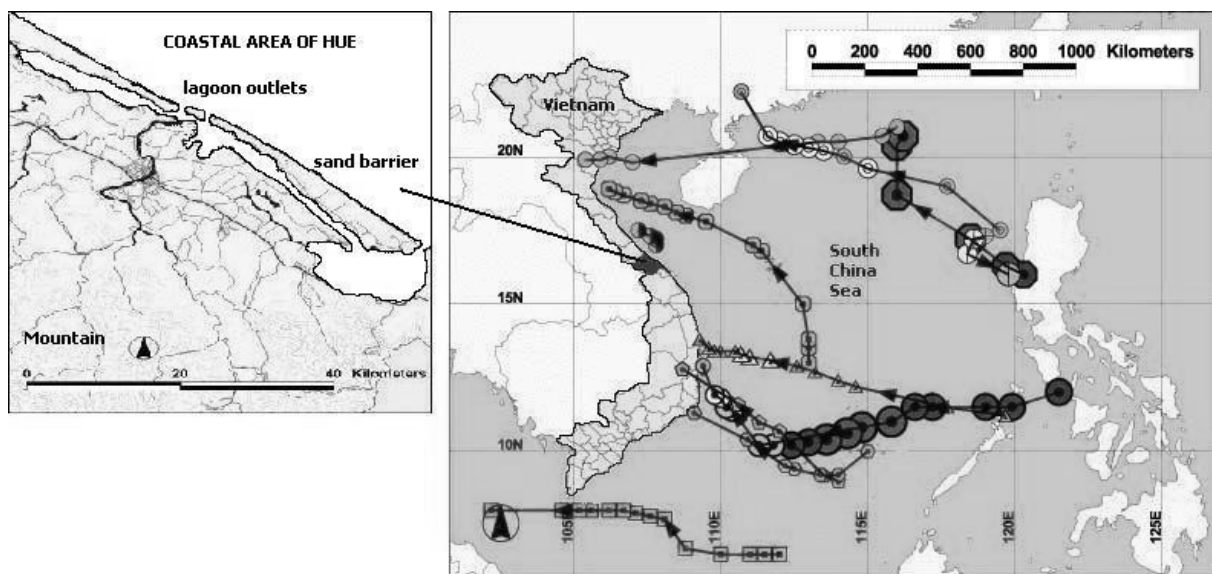 COASTAL AREA OF HUE
lagoon outlets
sand barrier
Mountain
0 20 40 Kilometers
0 200 400 600 800 1000 Kilometers
Vietnam
20N
South
China
Sea
15N
10N
105E
110E
115E
120E
125E